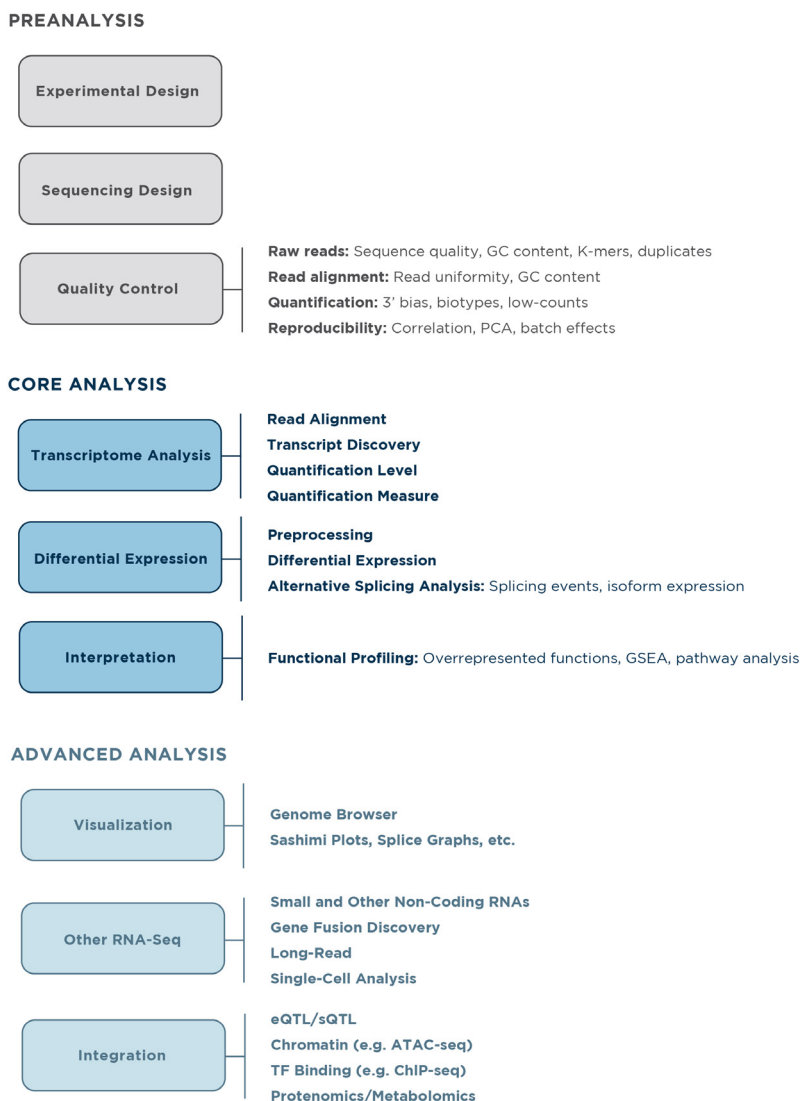 PREANALYSIS
Experimental Design
Sequencing Design
Quality Control
Raw reads: Sequence quality, GC content, K-mers, duplicates
Read alignment: Read uniformity, GC content
Quantification: 3' bias, biotypes, low-counts
Reproducibility: Correlation, PCA, batch effects
CORE ANALYSIS
Transcriptome Analysis
Read Alignment
Transcript Discovery
Quantification Level
Quantification Measure
Differential Expression
Preprocessing
Differential Expression
Alternative Splicing Analysis: Splicing events, isoform expression
Interpretation
Functional Profiling: Overrepresented functions, GSEA, pathway analysis
ADVANCED ANALYSIS
Visualization
Genome Browser
Sashimi Plots, Splice Graphs, etc.
Other RNA-Seq
Small and Other Non-Coding RNAs
Gene Fusion Discovery
Long-Read
Single-Cell Analysis
Integration
eQTL/sQTL
Chromatin (e.g. ATAC-seq)
TF Binding (e.g. ChIP-seq)
Protenomics/Metabolomics